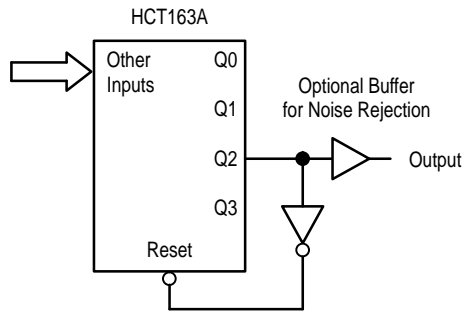 HCT163A
Other
Inputs
Q0
Q1
Q2
Q3
Reset
Optional Buffer
for Noise Rejection
Output